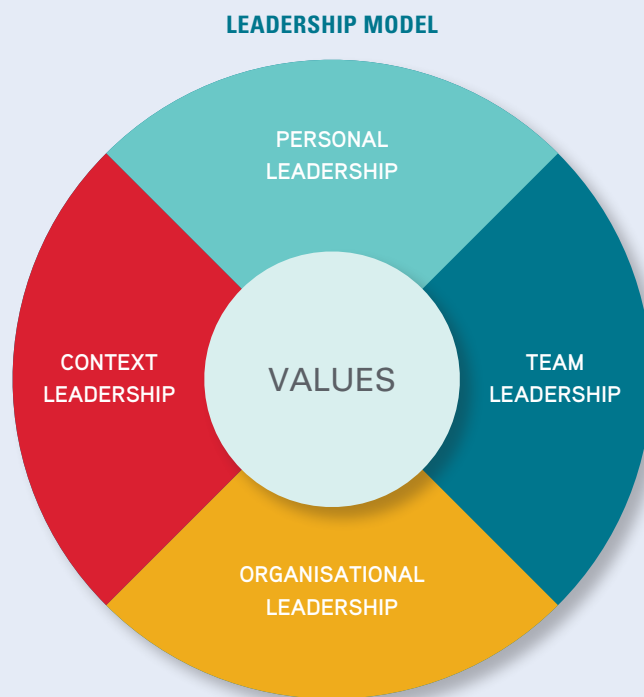 LEADERSHIP MODEL
PERSONAL
LEADERSHIP
CONTEXT
LEADERSHIP
VALUES
TEAM
LEADERSHIP
ORGANISATIONAL
LEADERSHIP